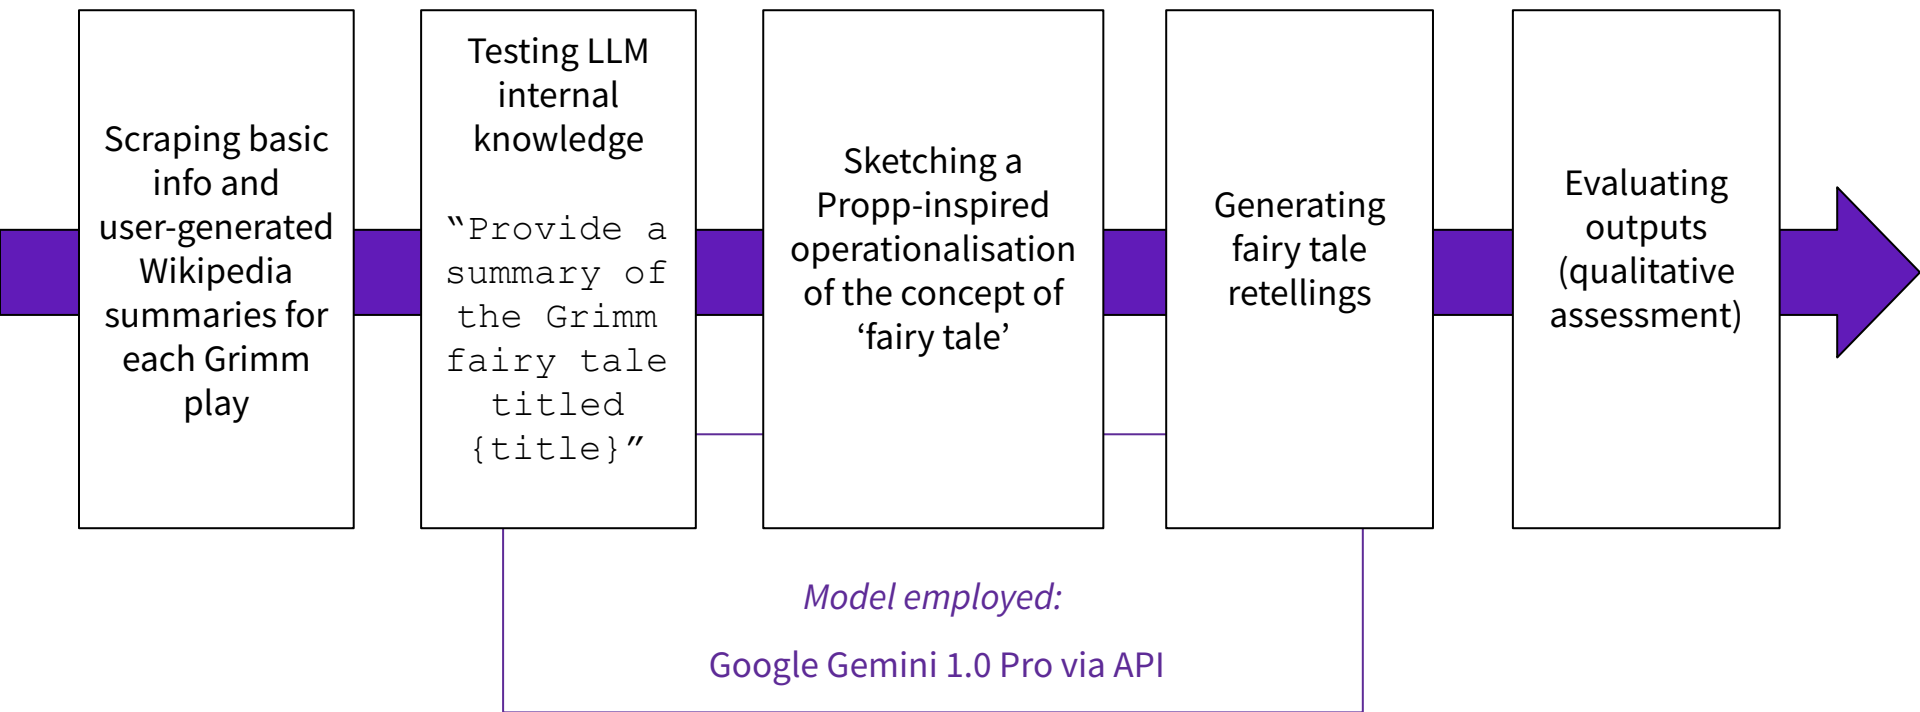 Scraping basic
info and
user-generated
Wikipedia
summaries for
each Grimm
play
Testing LLM
internal
knowledge
“Provide a
summary of
the Grimm
fairy tale
titled
{title}”
Sketching a
Propp-inspired
operationalisation
of the concept of
‘fairy tale’
Generating
fairy tale
retellings
Evaluating
outputs
(qualitative
assessment)
Model employed:
Google Gemini 1.0 Pro via API